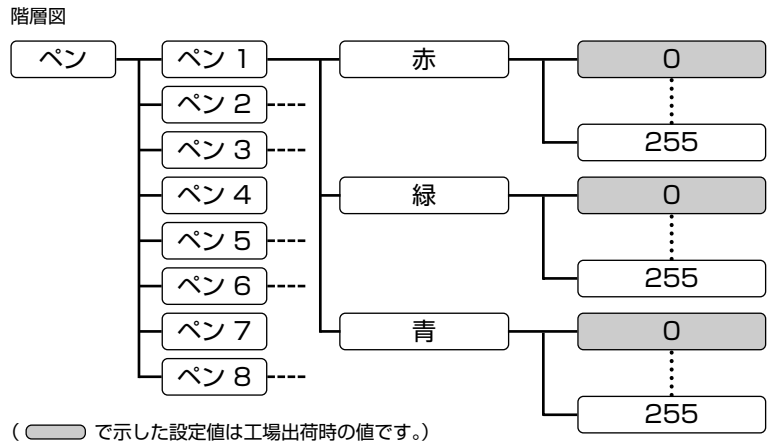 階層図
ペン
ペン 1
赤
0
255
ペン 2
ペン 3
ペン 4
緑
0
255
ペン 5
ペン 6
ペン 7
青
0
255
ペン 8
( で示した設定値は工場出荷時の値です。)